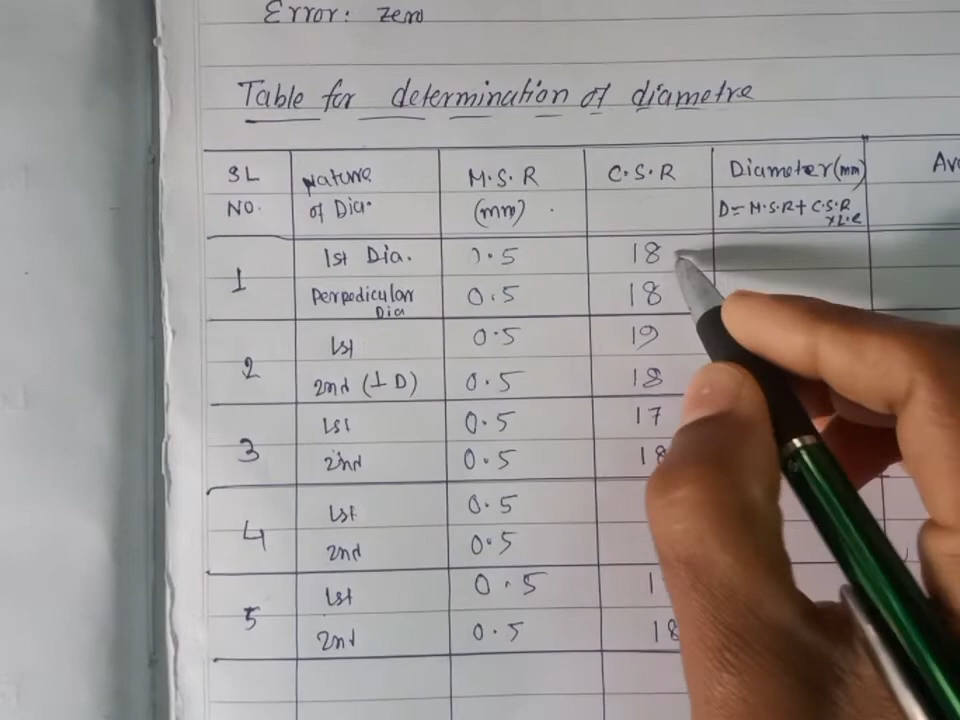 Error: zero
Table for determination of diametre
SL NO. Nature of Dia. M.S.R (mm) C.S.R Diameter (mm) D = M.S.R + C.S.R x L.C
1 1st Dia. 0.5 18
Perpedicular Dia 0.5 18
2 1st 0.5 19
2nd (⊥ D) 0.5 18
3 1st 0.5 17
2nd 0.5 18
4 1st 0.5
2nd 0.5
5 1st 0.5
2nd 0.5 18